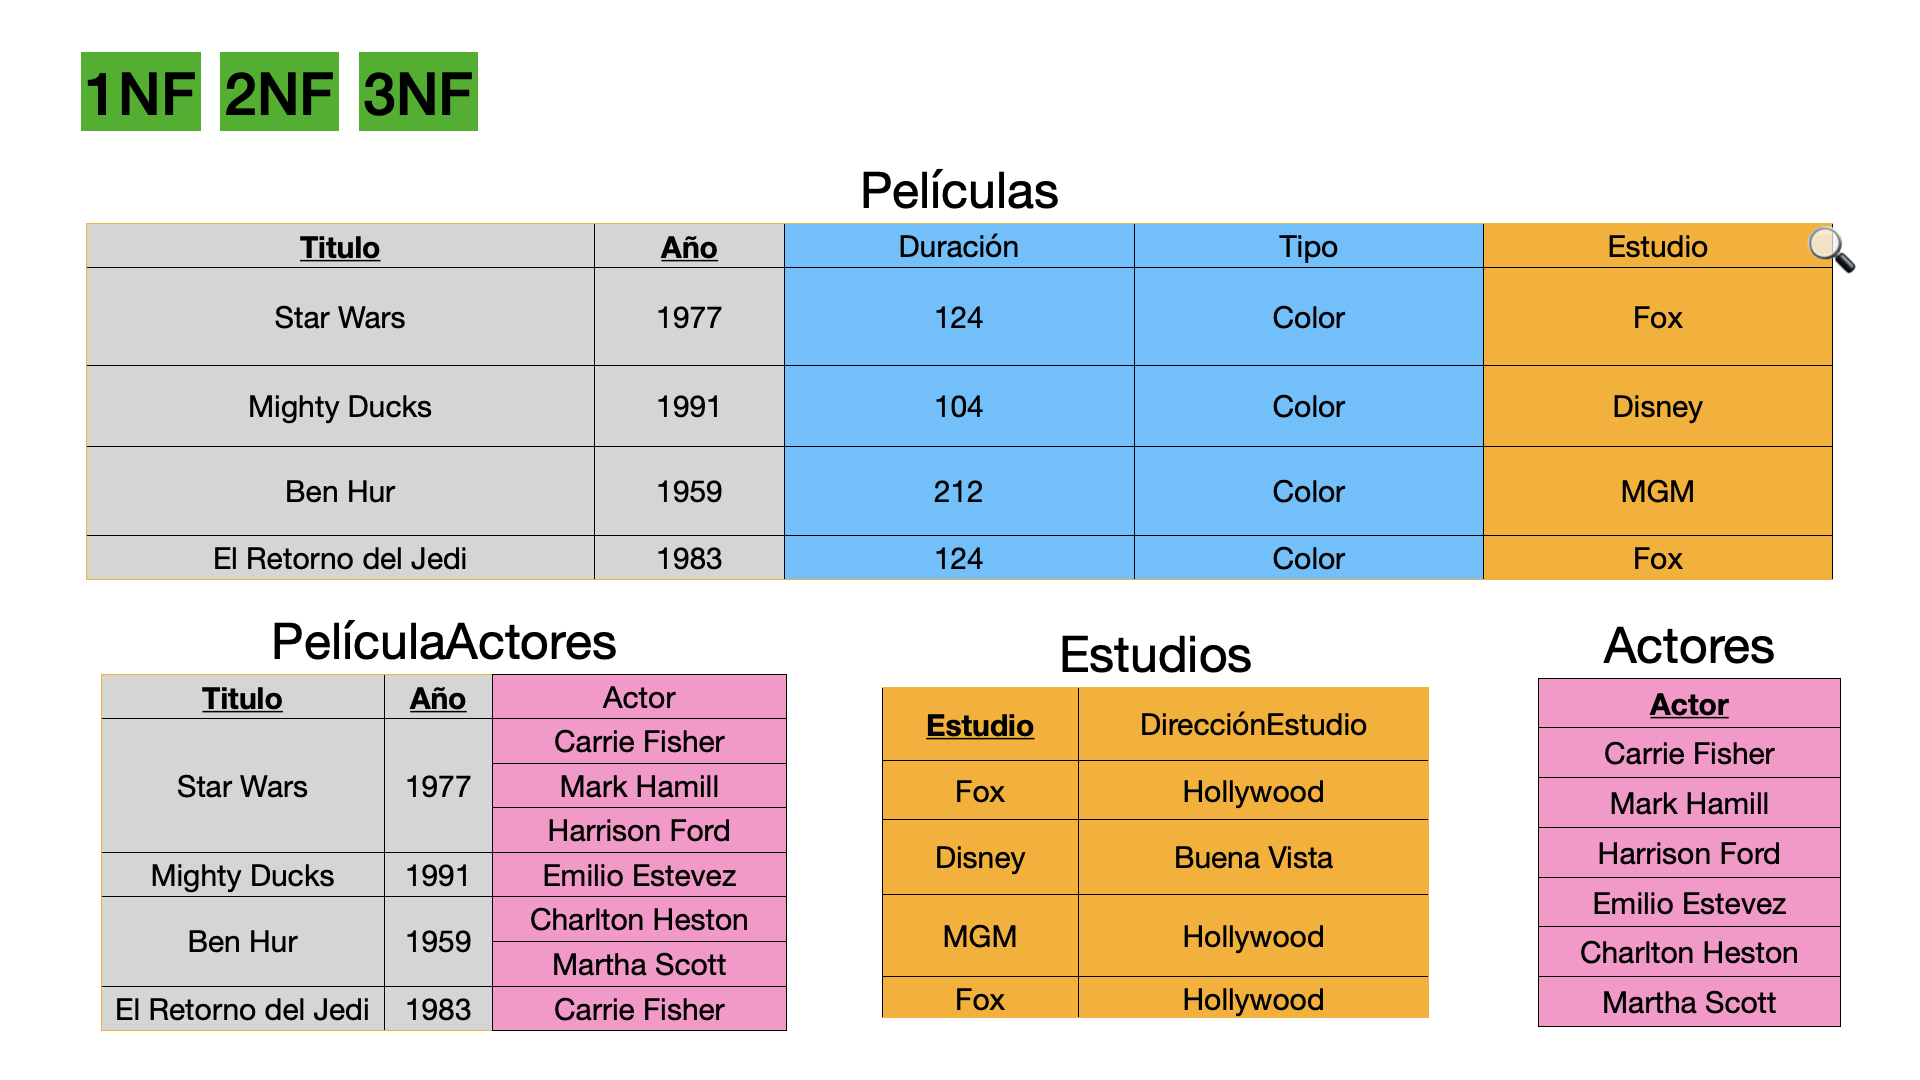 1NF 2NF 3NF
Películas
Titulo Año Duración Tipo Estudio
Star Wars 1977 124 Color Fox
Mighty Ducks 1991 104 Color Disney
Ben Hur 1959 212 Color MGM
El Retorno del Jedi 1983 124 Color Fox
PelículaActores
Titulo Año Actor
Carrie Fisher
Star Wars 1977 Mark Hamill
Harrison Ford
Mighty Ducks 1991 Emilio Estevez
Charlton Heston
Ben Hur 1959
Martha Scott
El Retorno del Jedi 1983 Carrie Fisher
Estudios
Estudio DirecciónEstudio
Fox Hollywood
Disney Buena Vista
MGM Hollywood
Fox Hollywood
Actores
Actor
Carrie Fisher
Mark Hamill
Harrison Ford
Emilio Estevez
Charlton Heston
Martha Scott